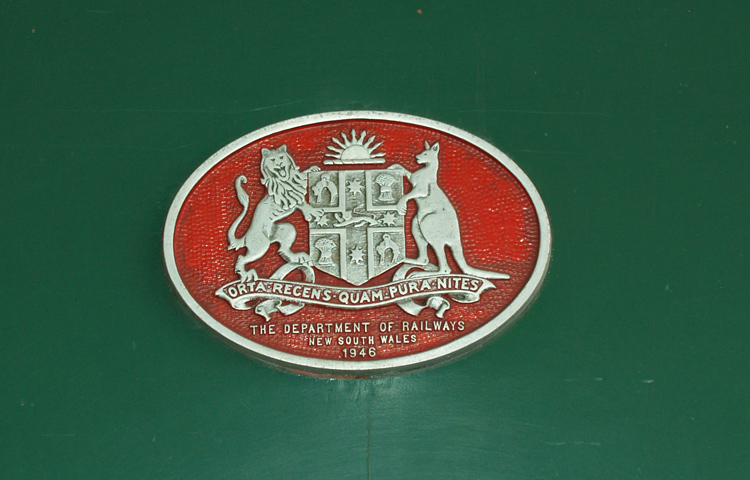 ORTA·RECENS·QUAM·PURA·NITES
THE DEPARTMENT OF RAILWAYS
NEW SOUTH WALES
1946